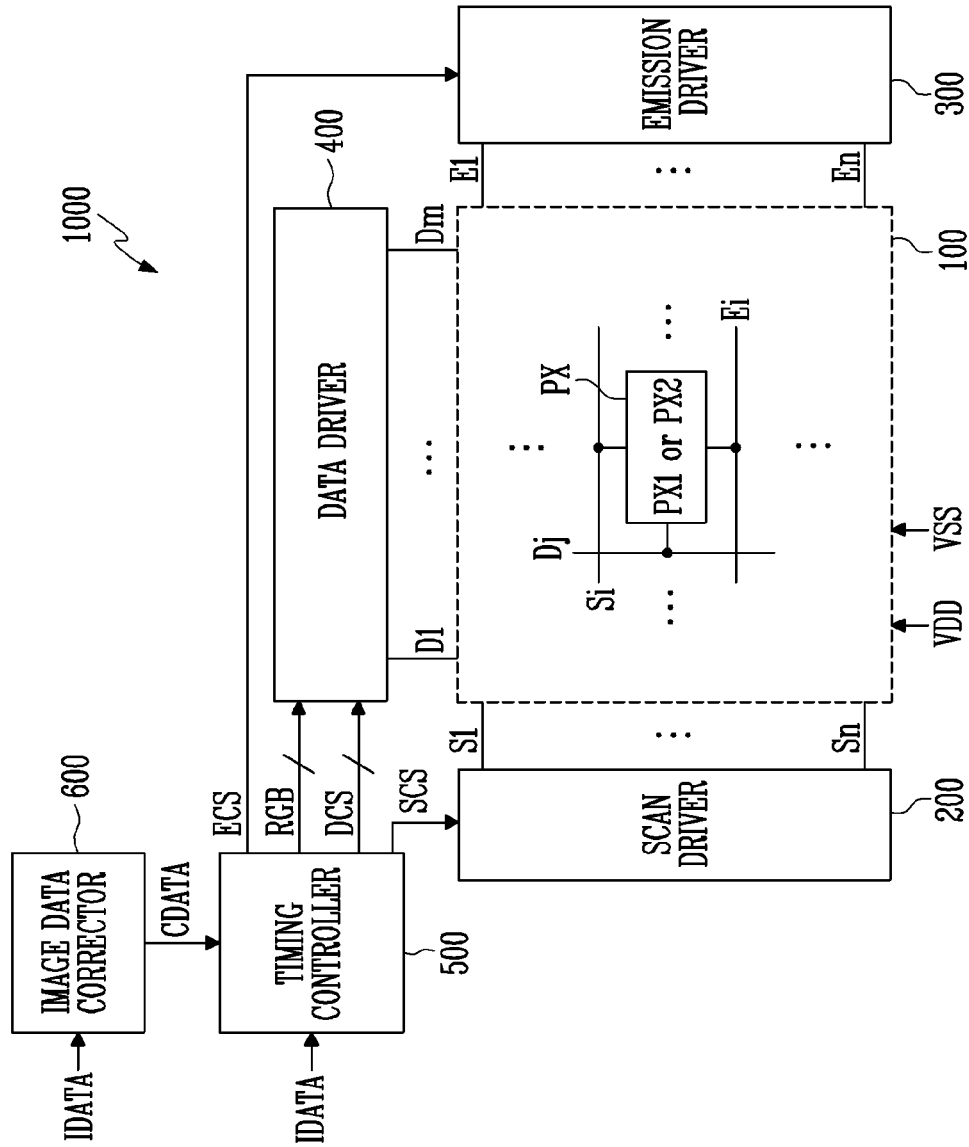 1000
IDATA
IMAGE DATA
CORRECTOR
600
CDATA
IDATA
TIMING
CONTROLLER
500
ECS
RGB
DCS
SCS
DATA DRIVER
400
D1
...
Dm
SCAN
DRIVER
200
S1
...
Sn
EMISSION
DRIVER
300
E1
...
En
...
Dj
PX
Si
...
PX1 or PX2
...
Ei
...
100
VDD
VSS